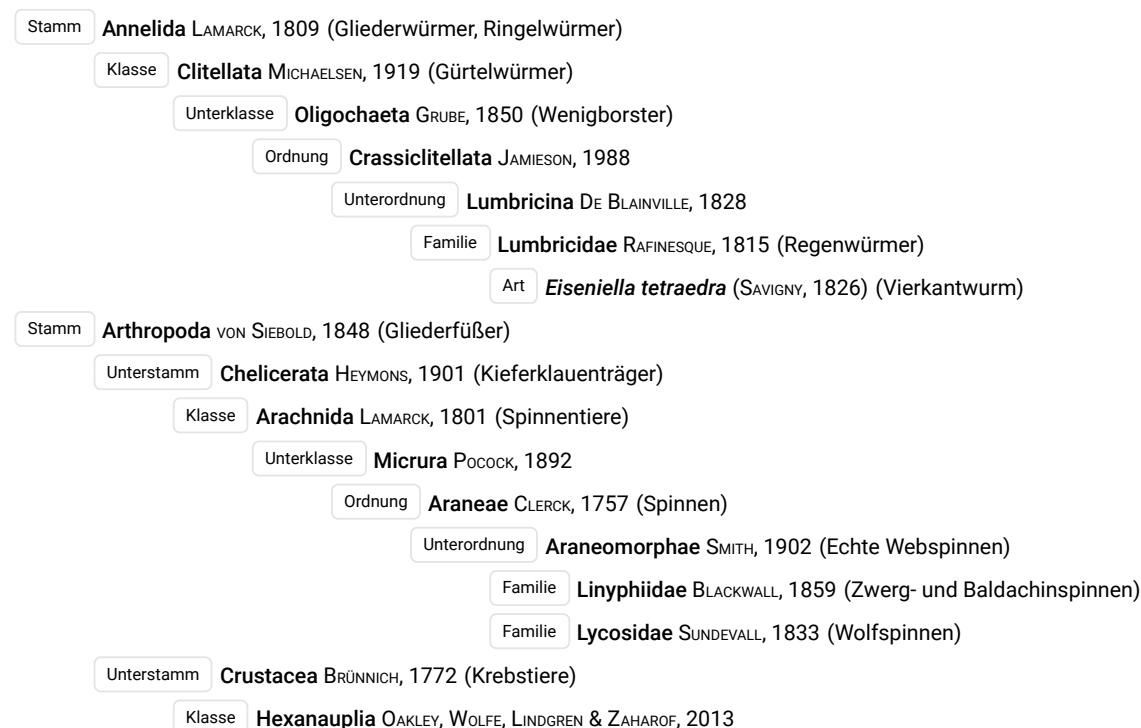 Stamm Annelida Lamarck, 1809 (Gliederwürmer, Ringelwürmer)
Klasse Clitellata Michaelsen, 1919 (Gürtelwürmer)
Unterklasse Oligochaeta Grube, 1850 (Wenigborster)
Ordnung Crassiclitellata Jamieson, 1988
Unterordnung Lumbricina De Blainville, 1828
Familie Lumbricidae Rafinesque, 1815 (Regenwürmer)
Art Eiseniella tetraedra (Savigny, 1826) (Vierkantwurm)
Stamm Arthropoda von Siebold, 1848 (Gliederfüßer)
Unterstamm Chelicerata Heymons, 1901 (Kieferklauenträger)
Klasse Arachnida Lamarck, 1801 (Spinnentiere)
Unterklasse Micrura Pocock, 1892
Ordnung Araneae Clerck, 1757 (Spinnen)
Unterordnung Araneomorphae Smith, 1902 (Echte Webspinnen)
Familie Linyphiidae Blackwall, 1859 (Zwerg- und Baldachinspinnen)
Familie Lycosidae Sundevall, 1833 (Wolfspinnen)
Unterstamm Crustacea Brünnich, 1772 (Krebstiere)
Klasse Hexanauplia Oakley, Wolfe, Lindgren & Zaharof, 2013